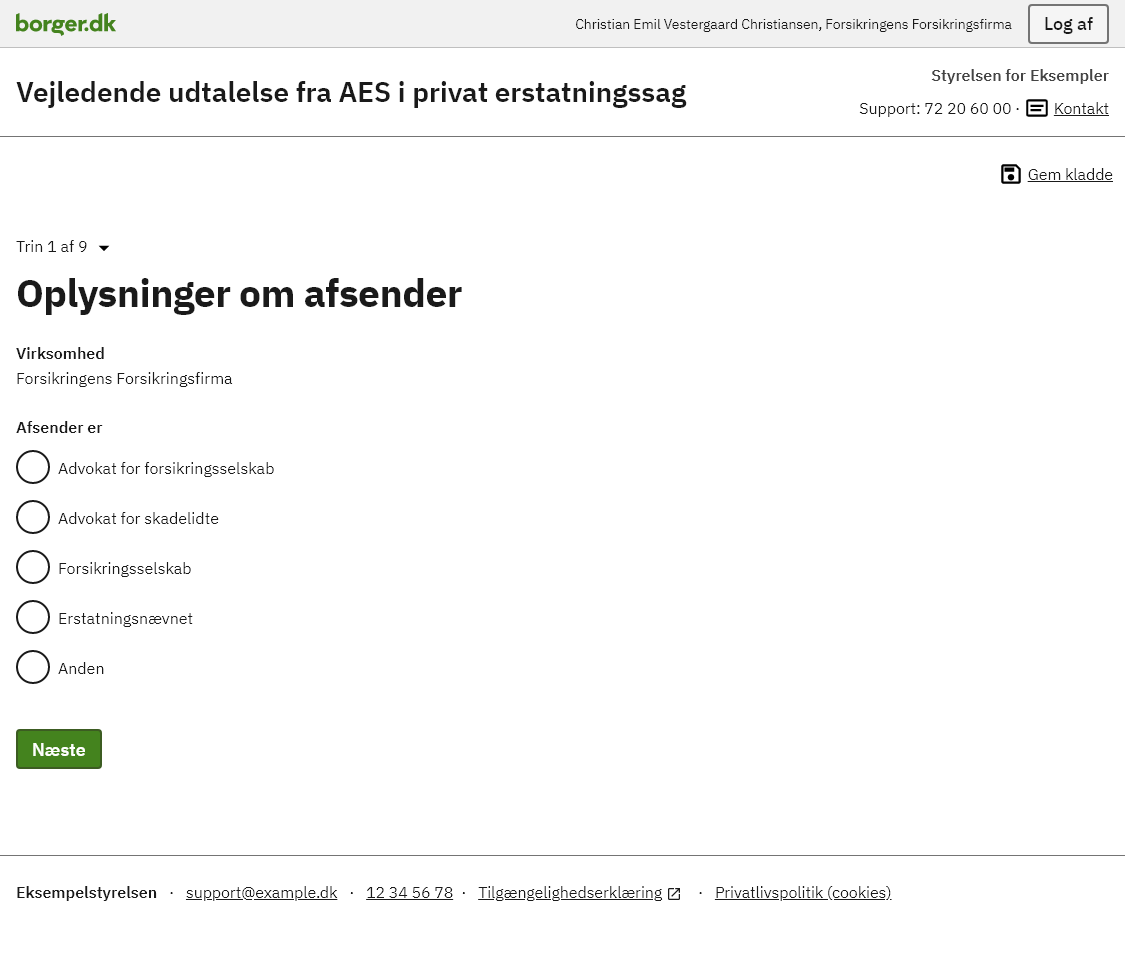 borger.dk
Christian Emil Vestergaard Christiansen, Forsikringens Forsikringsfirma
Log af
Vejledende udtalelse fra AES i privat erstatningssag
Styrelsen for Eksempler
Support: 72 20 60 00 · Kontakt
Gem kladde
Trin 1 af 9
Oplysninger om afsender
Virksomhed
Forsikringens Forsikringsfirma
Afsender er
Advokat for forsikringsselskab
Advokat for skadelidte
Forsikringsselskab
Erstatningsnævnet
Anden
Næste
Eksempelstyrelsen · support@example.dk · 12 34 56 78 · Tilgængelighedserklæring · Privatlivspolitik (cookies)